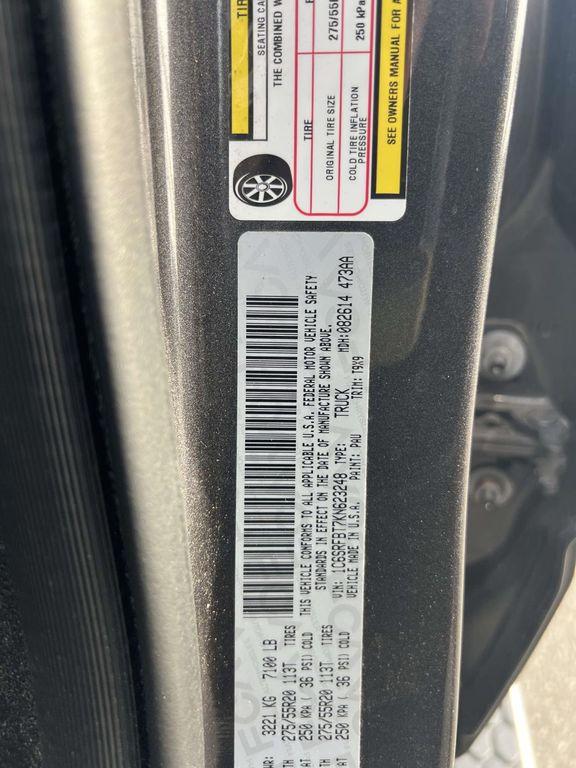 TIR
SEATING CA
THE COMBINED W
TIRE
275/55R
ORIGINAL TIRE SIZE
250 kPa
COLD TIRE INFLATION
PRESSURE
SEE OWNERS MANUAL FOR A
3221 KG 7100 LB
275/55R20 113T TIRES
250 KPA ( 36 PSI) COLD
275/55R20 113T TIRES
250 KPA ( 36 PSI) COLD
THIS VEHICLE CONFORMS TO ALL APPLICABLE U.S.A. FEDERAL MOTOR VEHICLE SAFETY
STANDARDS IN EFFECT ON THE DATE OF MANUFACTURE SHOWN ABOVE.
VIN: 1C6SRFBT7KN623248 TYPE: TRUCK MDH:082614 473AA
VEHICLE MADE IN U.S.A. PAINT: PAU TRIM: T9X9